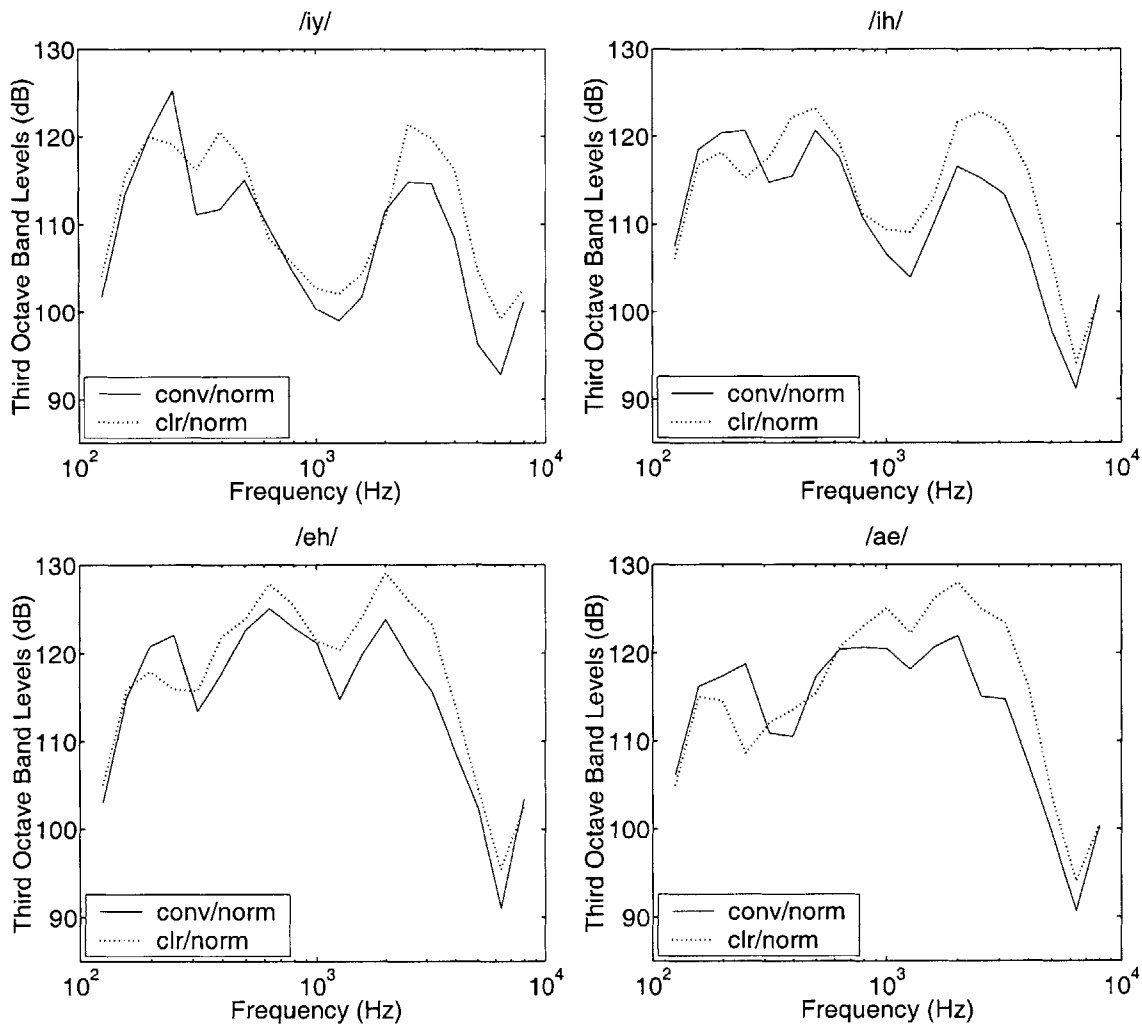 /iy/
130
120
110
100
90
Third Octave Band Levels (dB)
conv/norm
clr/norm
10^2
10^3
10^4
Frequency (Hz)
/ih/
130
120
110
100
90
Third Octave Band Levels (dB)
conv/norm
clr/norm
10^2
10^3
10^4
Frequency (Hz)
/eh/
130
120
110
100
90
Third Octave Band Levels (dB)
conv/norm
clr/norm
10^2
10^3
10^4
Frequency (Hz)
/ae/
130
120
110
100
90
Third Octave Band Levels (dB)
conv/norm
clr/norm
10^2
10^3
10^4
Frequency (Hz)